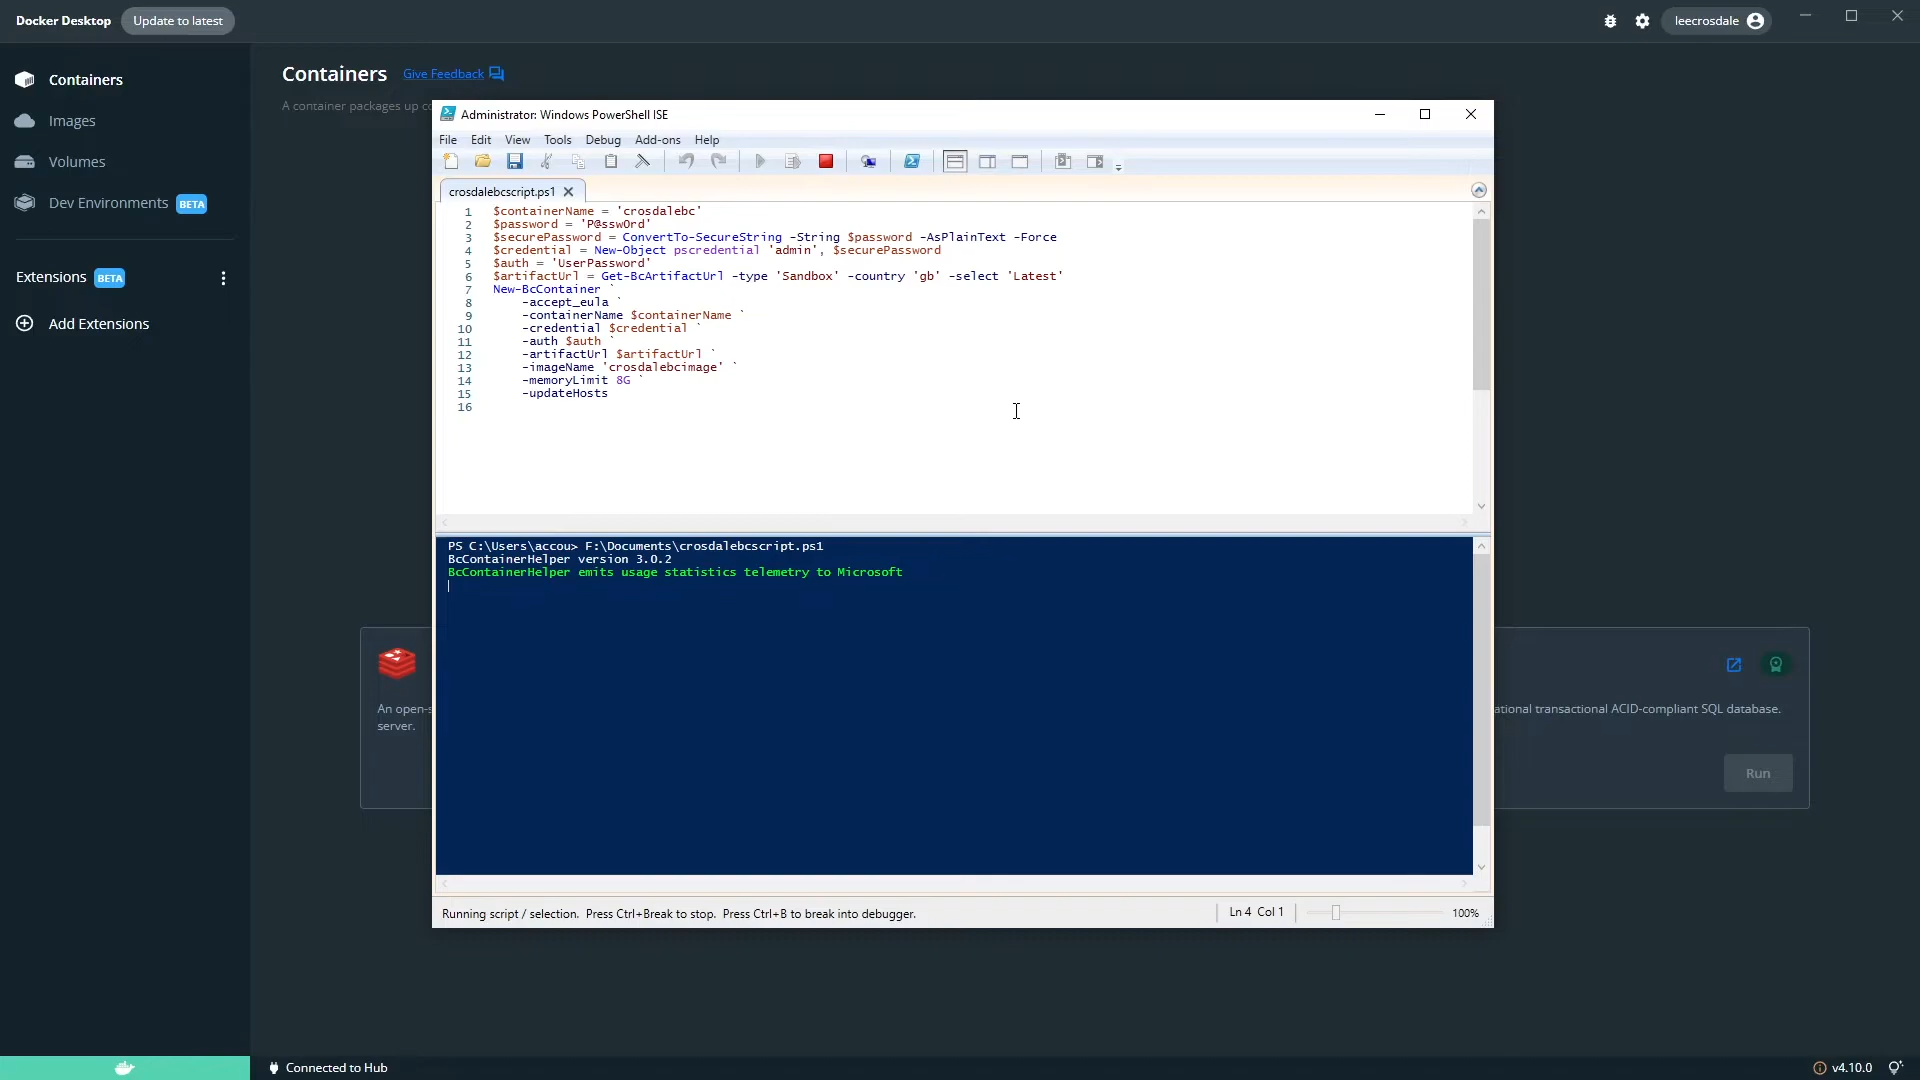 Docker Desktop
Update to latest
leecrosdale
Containers
Images
Volumes
Dev Environments BETA
Extensions BETA
Add Extensions
Containers Give Feedback
A container packages up co
Administrator: Windows PowerShell ISE
File Edit View Tools Debug Add-ons Help
crosdalebcscript.ps1
1 $containerName = 'crosdalebc'
2 $password = 'P@ssw0rd'
3 $securePassword = ConvertTo-SecureString -String $password -AsPlainText -Force
4 $credential = New-Object pscredential 'admin', $securePassword
5 $auth = 'UserPassword'
6 $artifactUrl = Get-BcArtifactUrl -type 'Sandbox' -country 'gb' -select 'Latest'
7 New-BcContainer `
8 -accept_eula `
9 -containerName $containerName `
10 -credential $credential `
11 -auth $auth `
12 -artifactUrl $artifactUrl `
13 -imageName 'crosdalebcimage' `
14 -memoryLimit 8G `
15 -updateHosts
16
PS C:\Users\accou> F:\Documents\crosdalebcscript.ps1
BcContainerHelper version 3.0.2
BcContainerHelper emits usage statistics telemetry to Microsoft
Running script / selection. Press Ctrl+Break to stop. Press Ctrl+B to break into debugger.
Ln 4 Col 1
100%
An open-s
server.
ational transactional ACID-compliant SQL database.
Run
Connected to Hub
v4.10.0